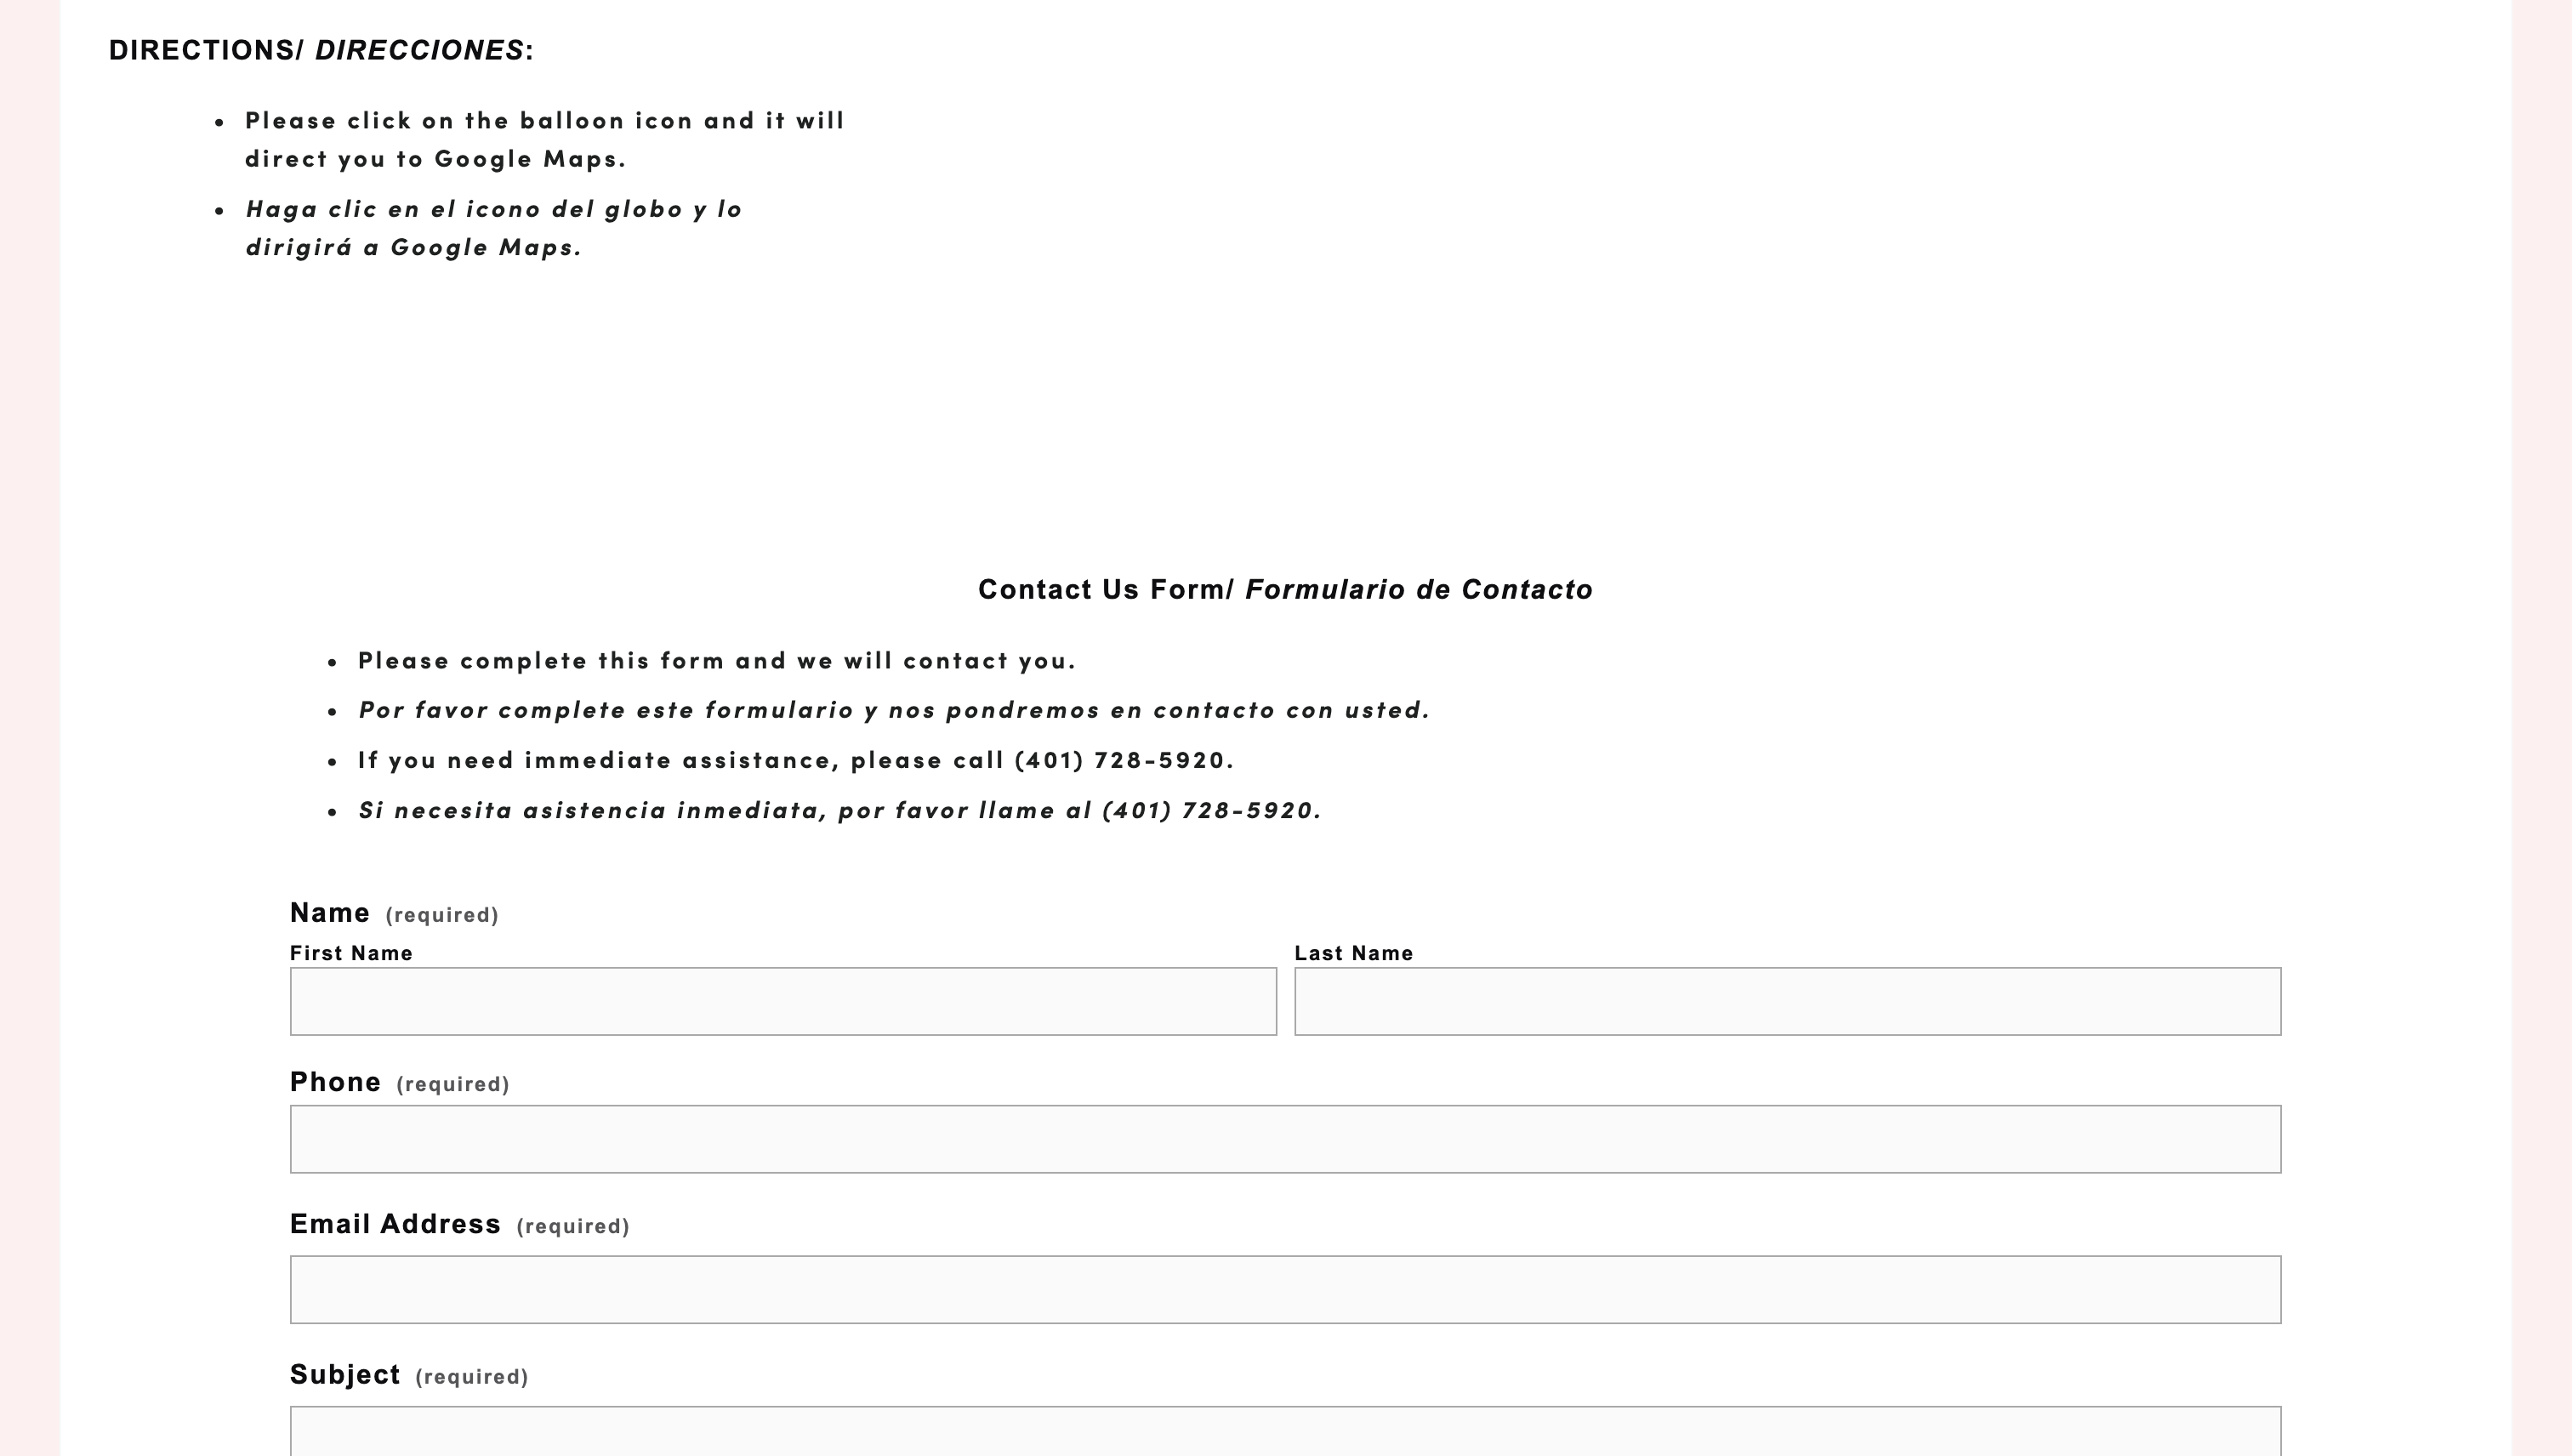 DIRECTIONS/ DIRECCIONES:
Please click on the balloon icon and it will
direct you to Google Maps.
Haga clic en el icono del globo y lo
dirigirá a Google Maps.
Contact Us Form/ Formulario de Contacto
Please complete this form and we will contact you.
Por favor complete este formulario y nos pondremos en contacto con usted.
If you need immediate assistance, please call (401) 728-5920.
Si necesita asistencia inmediata, por favor llame al (401) 728-5920.
Name (required)
First Name Last Name
Phone (required)
Email Address (required)
Subject (required)